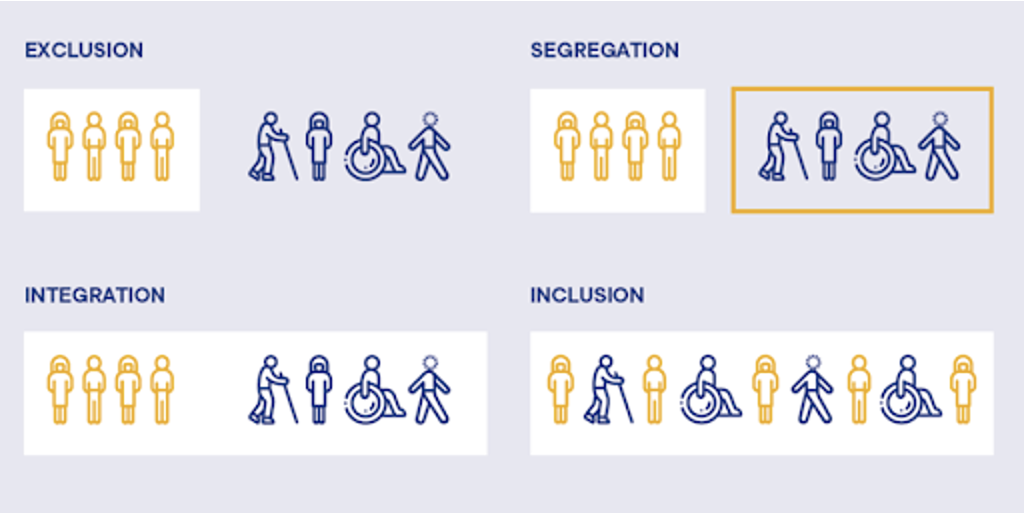 EXCLUSION
SEGREGATION
INTEGRATION
INCLUSION